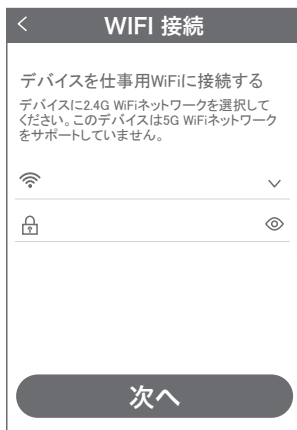 WIFI 接続
デバイスを仕事用WiFiに接続する
デバイスに2.4G WiFiネットワークを選択して
ください。このデバイスは5G WiFiネットワーク
をサポートしていません。
次へ